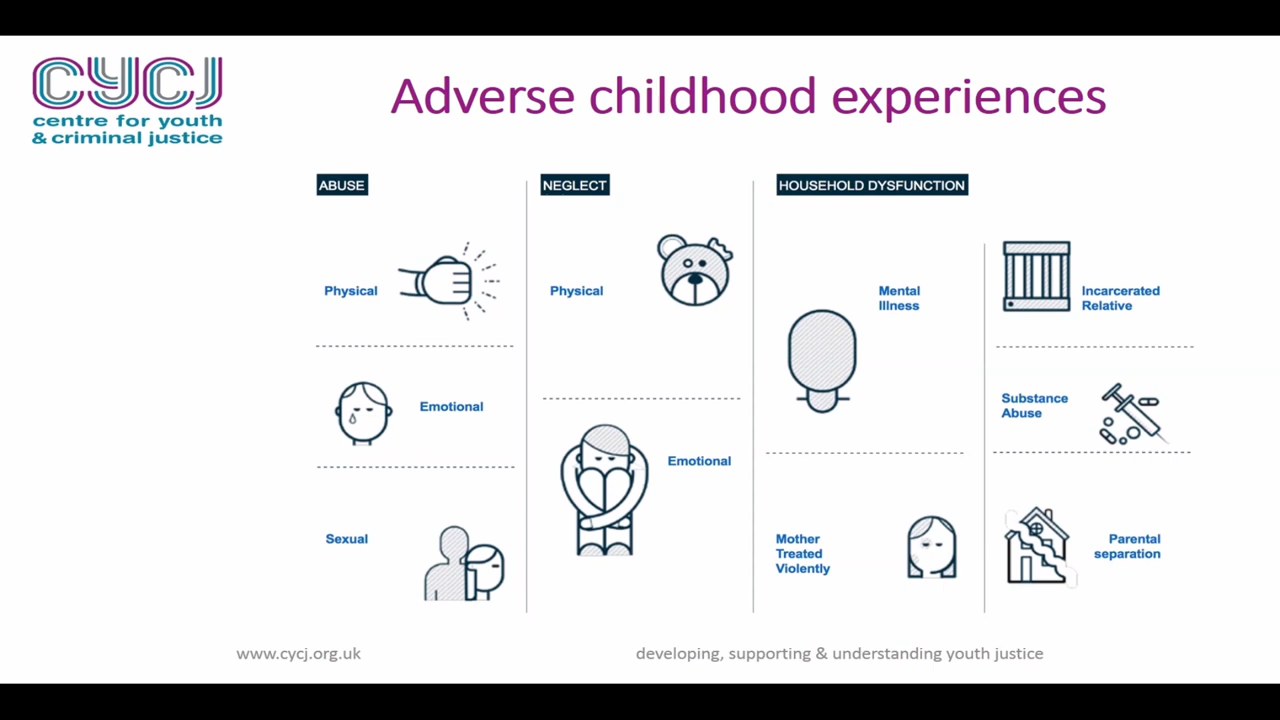 cycj
centre for youth
& criminal justice
Adverse childhood experiences
ABUSE
Physical
Emotional
Sexual
NEGLECT
Physical
Emotional
HOUSEHOLD DYSFUNCTION
Mental
Illness
Mother
Treated
Violently
Incarcerated
Relative
Substance
Abuse
Parental
separation
www.cycj.org.uk
developing, supporting & understanding youth justice